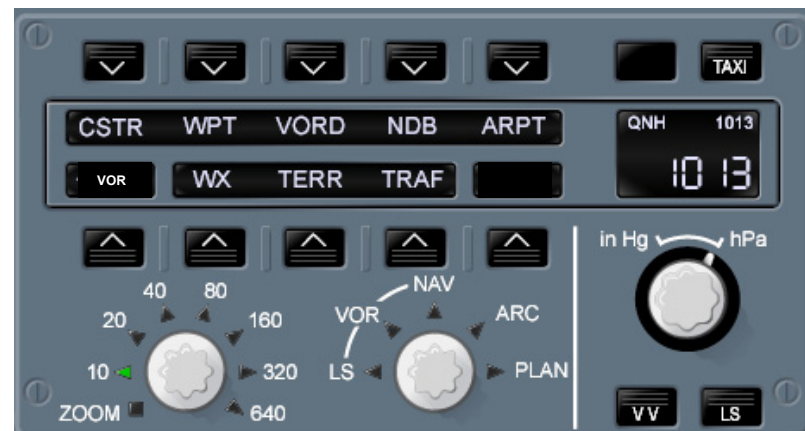 TAXI
CSTR WPT VORD NDB ARPT
QNH 1013
VOR WX TERR TRAF
1013
in Hg hPa
40 80 NAV
20 160 VOR ARC
10 320 LS PLAN
ZOOM 640
V V LS